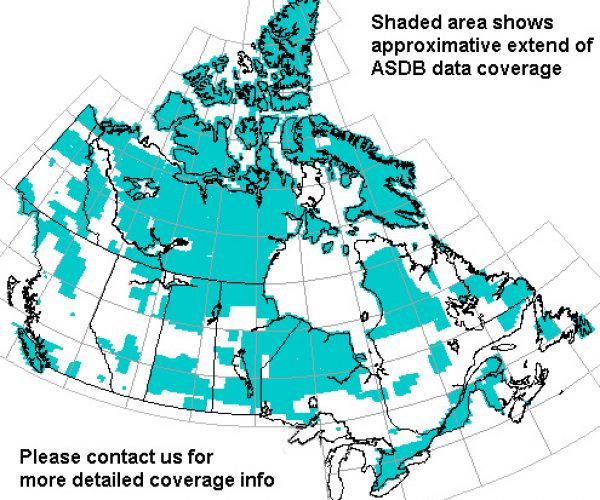 Shaded area shows
approximative extend of
ASDB data coverage
Please contact us for
more detailed coverage info